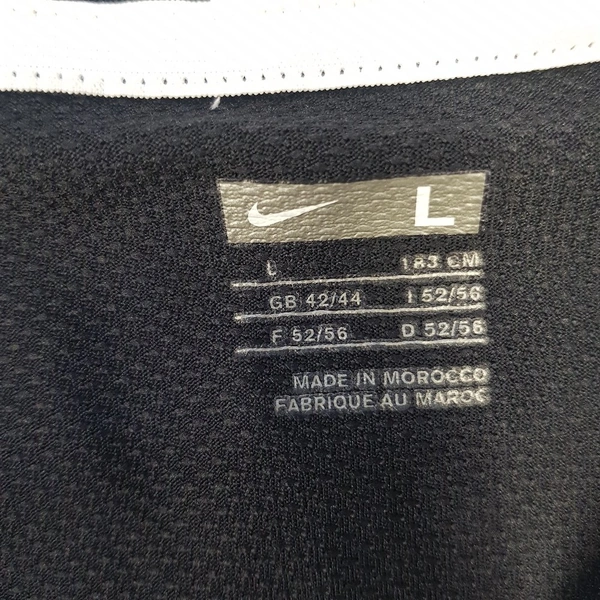 L
L 183 CM
GB 42/44 I 52/56
F 52/56 D 52/56
MADE IN MOROCCO
FABRIQUE AU MAROC